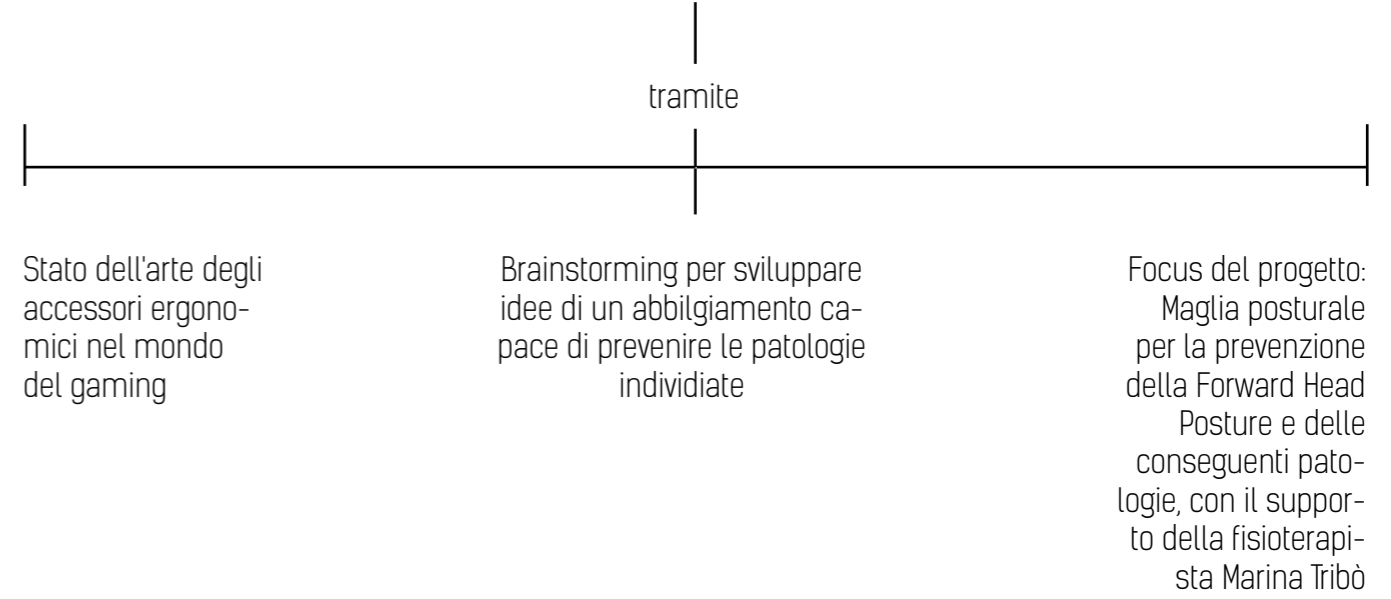 tramite
Stato dell'arte degli
accessori ergono-
mici nel mondo
del gaming
Brainstorming per sviluppare
idee di un abbilgiamento ca-
pace di prevenire le patologie
individiate
Focus del progetto:
Maglia posturale
per la prevenzione
della Forward Head
Posture e delle
conseguenti pato-
logie, con il suppor-
to della fisioterapi-
sta Marina Tribò